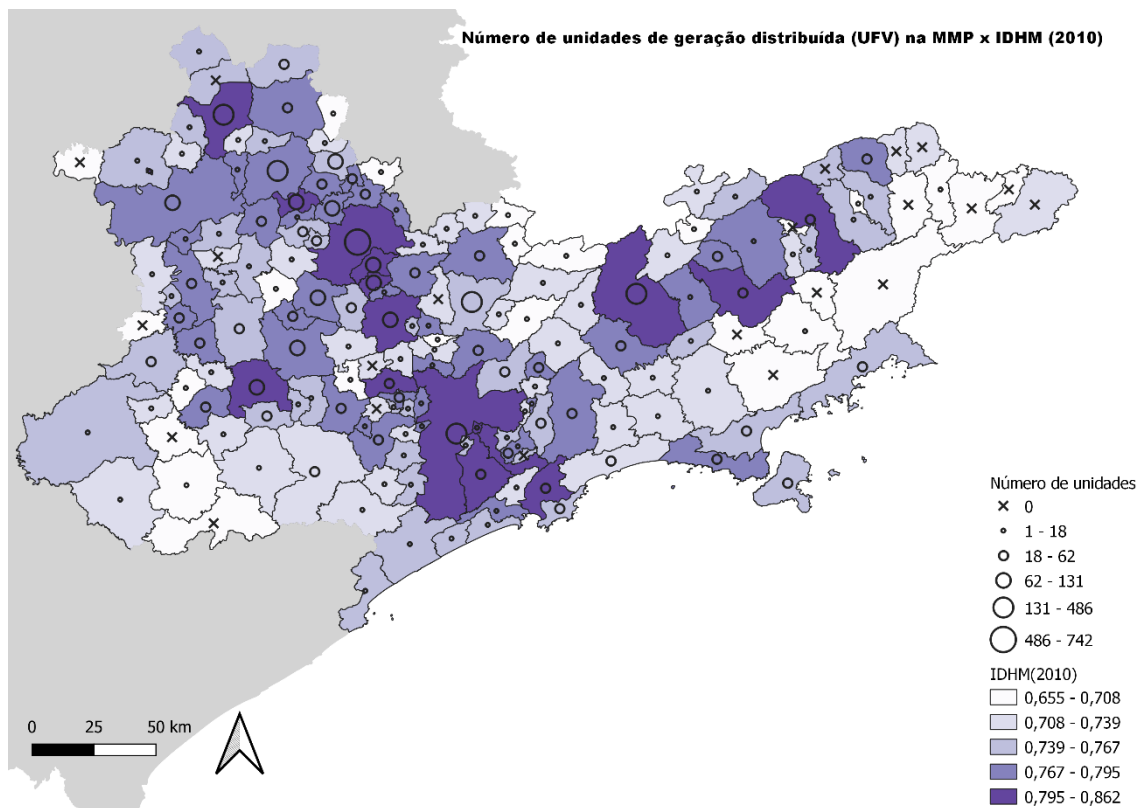 Número de unidades de geração distribuída (UFV) na MMP x IDHM (2010)
Número de unidades
0
1 - 18
18 - 62
62 - 131
131 - 486
486 - 742
IDHM(2010)
0,655 - 0,708
0,708 - 0,739
0,739 - 0,767
0,767 - 0,795
0,795 - 0,862
0 25 50 km